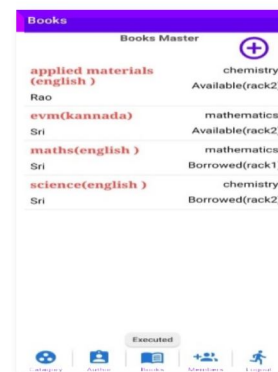 Books
Books Master
applied materials
(english )
chemistry
Available(rack2
Rao
evm(kannada)
mathematics
Sri
Available(rack2
maths(english )
mathematics
Sri
Borrowed(rack1
science(english )
chemistry
Sri
Borrowed(rack2
Executed
Category
Author
Books
Members
Logout